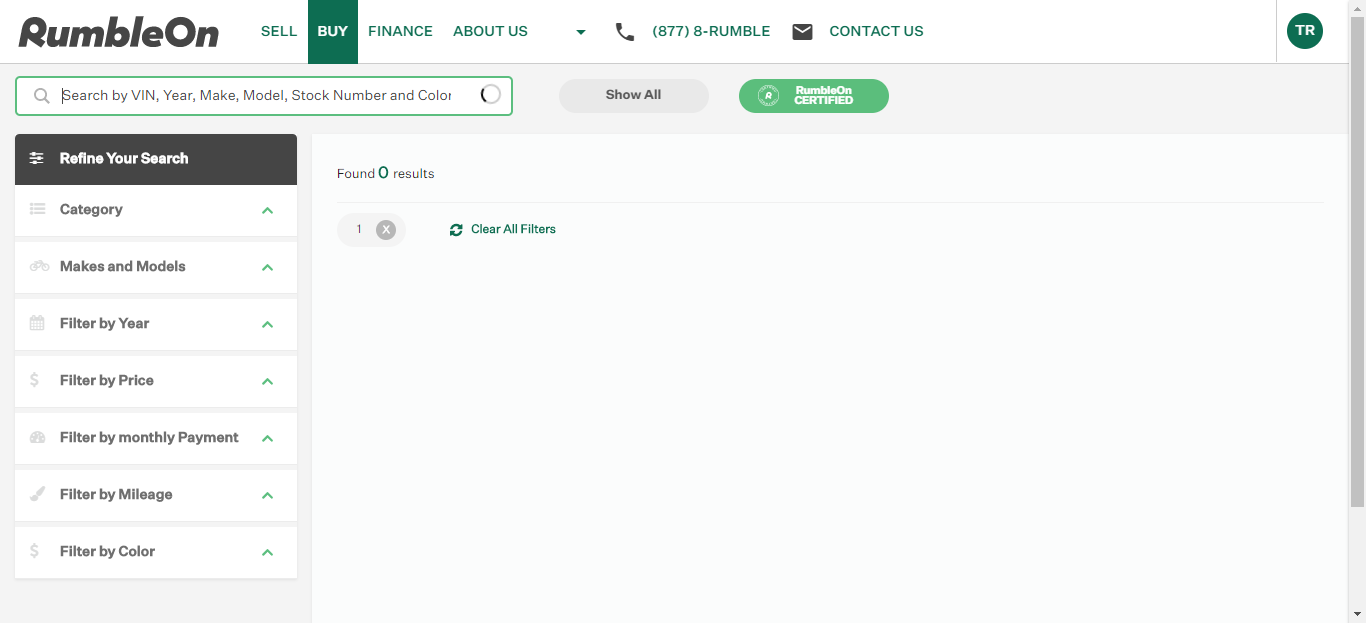 RumbleOn SELL BUY FINANCE ABOUT US (877) 8-RUMBLE CONTACT US TR
Search by VIN, Year, Make, Model, Stock Number and Color
Show All
RumbleOn
CERTIFIED
Refine Your Search
Category
Makes and Models
Filter by Year
Filter by Price
Filter by monthly Payment
Filter by Mileage
Filter by Color
Found 0 results
1 X Clear All Filters